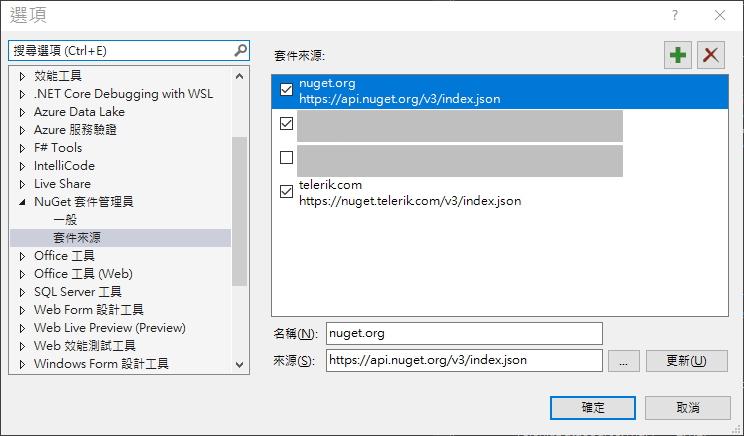 選項
搜尋選項 (Ctrl+E)
效能工具
.NET Core Debugging with WSL
Azure Data Lake
Azure 服務驗證
F# Tools
IntelliCode
Live Share
NuGet 套件管理員
一般
套件來源
Office 工具
Office 工具 (Web)
SQL Server 工具
Web Form 設計工具
Web Live Preview (Preview)
Web 效能測試工具
Windows Form 設計工具
套件來源:
nuget.org
https://api.nuget.org/v3/index.json
telerik.com
https://nuget.telerik.com/v3/index.json
名稱(N): nuget.org
來源(S): https://api.nuget.org/v3/index.json ... 更新(U)
確定 取消